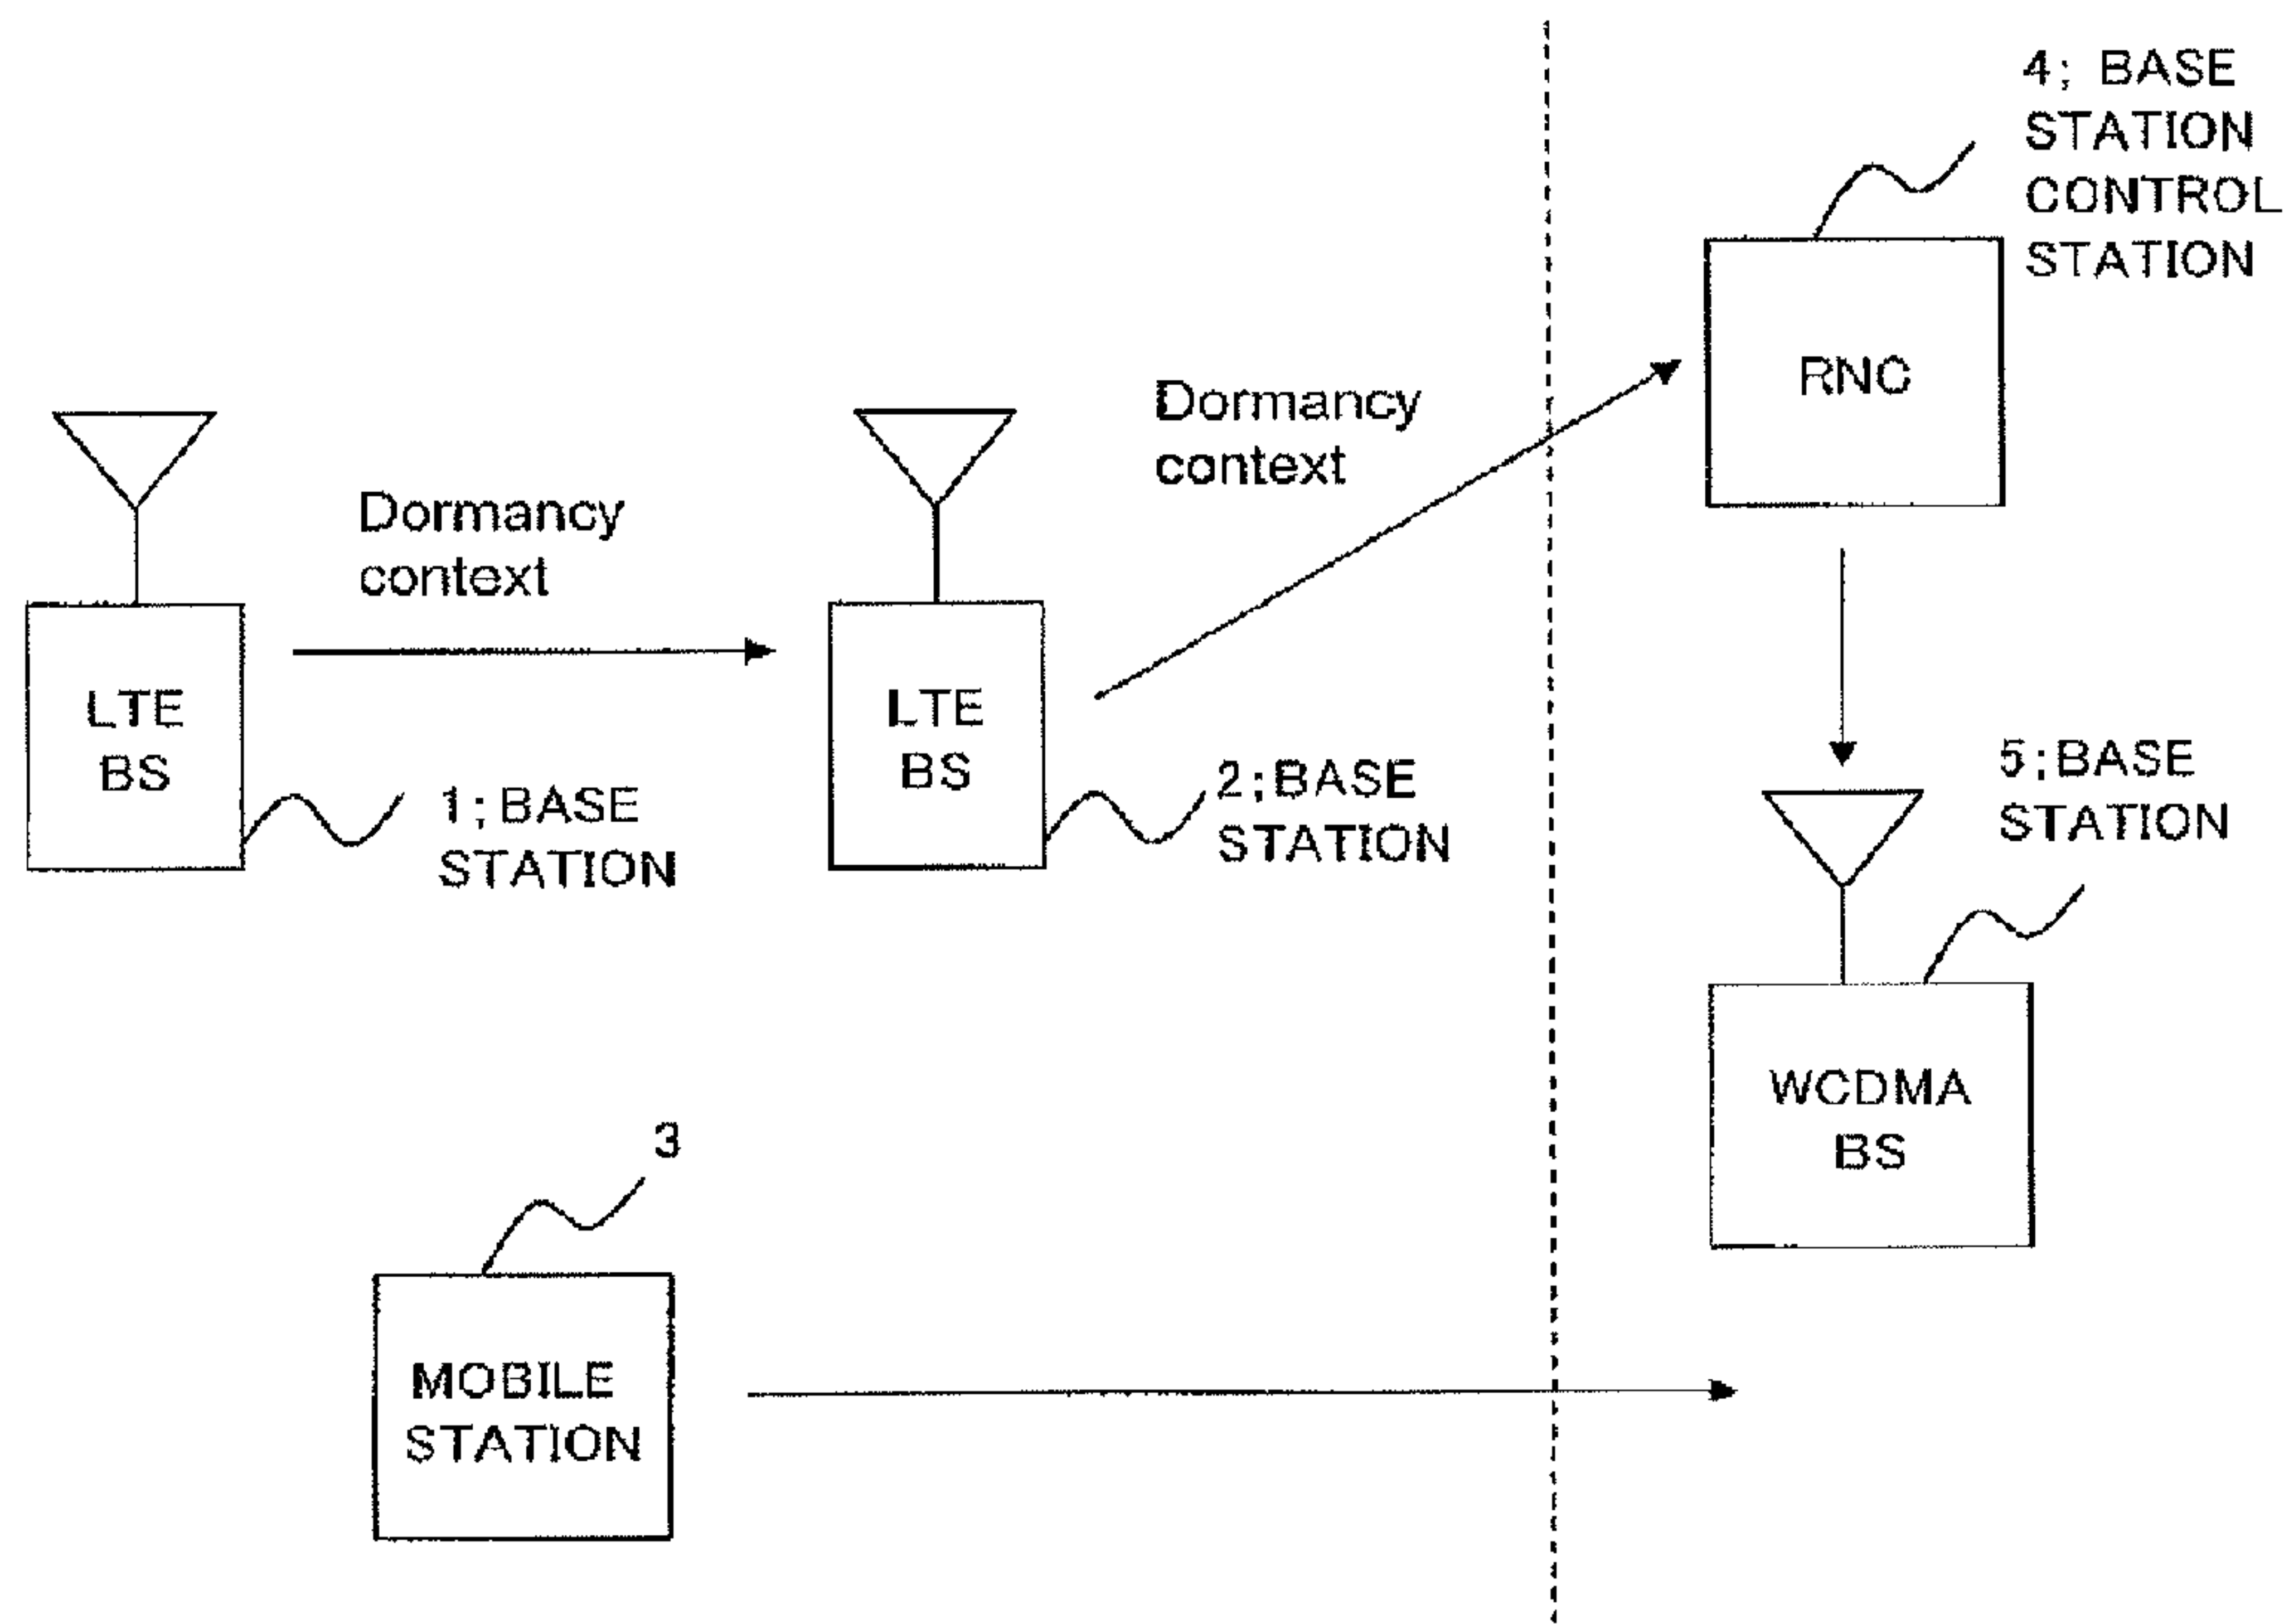 4; BASE
STATION
CONTROL
STATION
RNC
Dormancy
context
Dormancy
context
LTE
BS
1;BASE
STATION
LTE
BS
2;BASE
STATION
5;BASE
STATION
WCDMA
BS
3
MOBILE
STATION